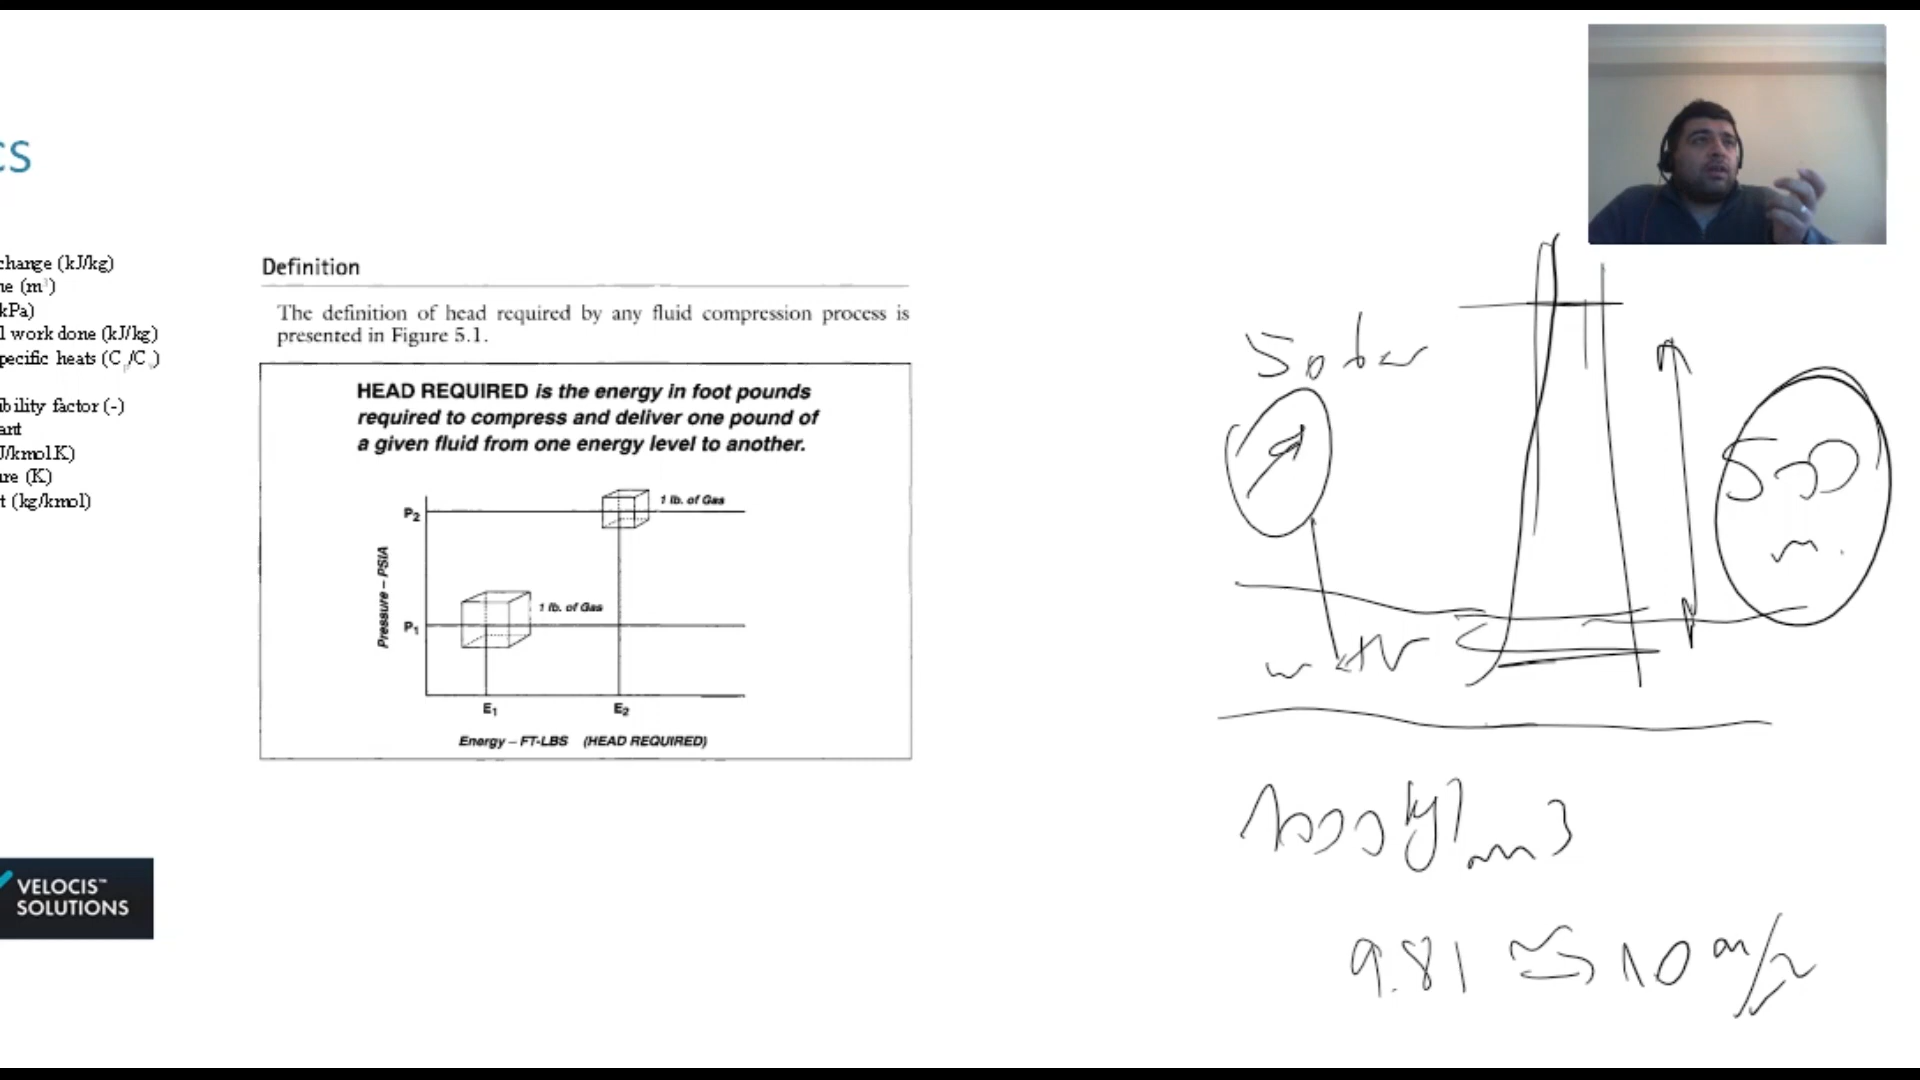 cs
change (kJ/kg)
ne (m³)
kPa)
l work done (kJ/kg)
pecific heats (Cp/Cv)
ibility factor (-)
ant
J/kmol.K)
ure (K)
t (kg/kmol)
VELOCIS™
SOLUTIONS
Definition
The definition of head required by any fluid compression process is
presented in Figure 5.1.
HEAD REQUIRED is the energy in foot pounds
required to compress and deliver one pound of
a given fluid from one energy level to another.
P2
1 lb. of Gas
Pressure – PSIA
1 lb. of Gas
P1
E1 E2
Energy – FT-LBS (HEAD REQUIRED)
50 bar
500
m.
water
1000 kg/m3
9.81 ≈ 10 m/